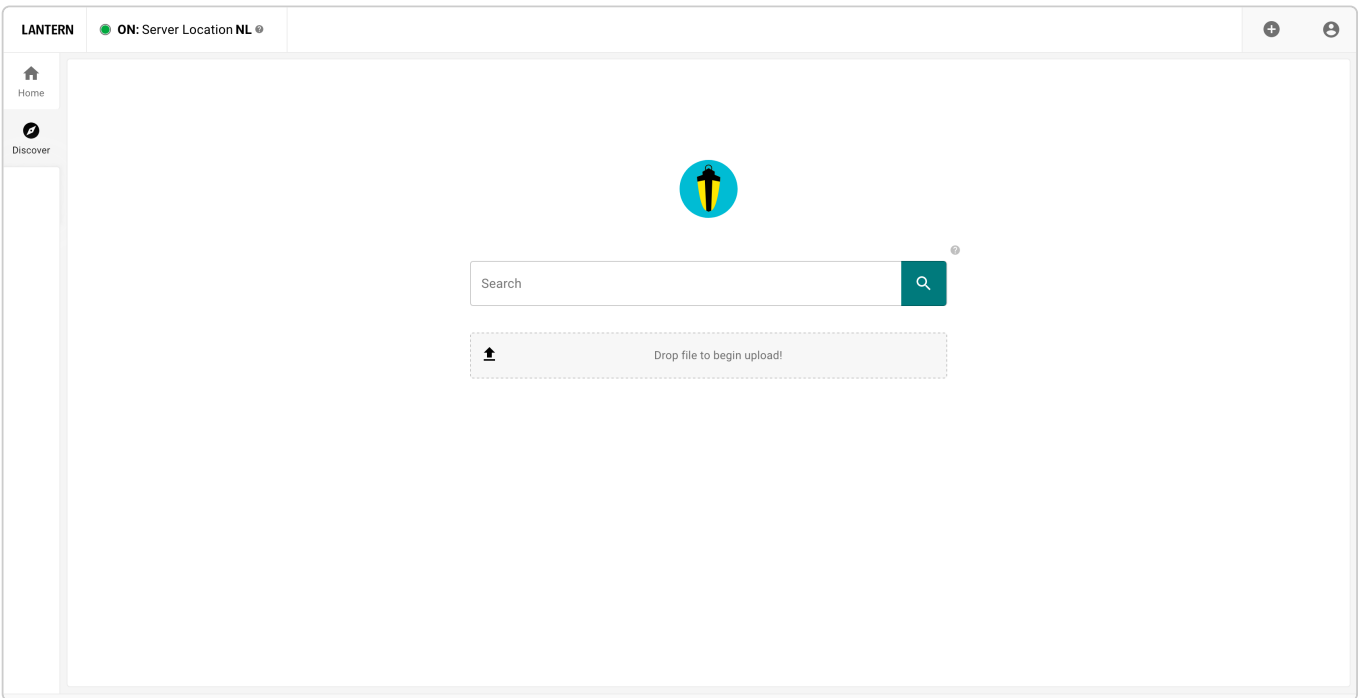 LANTERN
ON: Server Location NL
Home
Discover
Search
Drop file to begin upload!